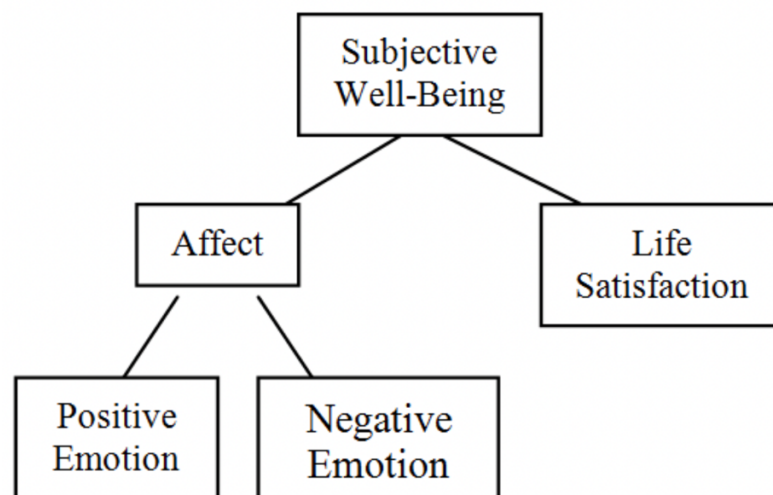 Subjective
Well-Being
Affect
Life
Satisfaction
Positive
Emotion
Negative
Emotion